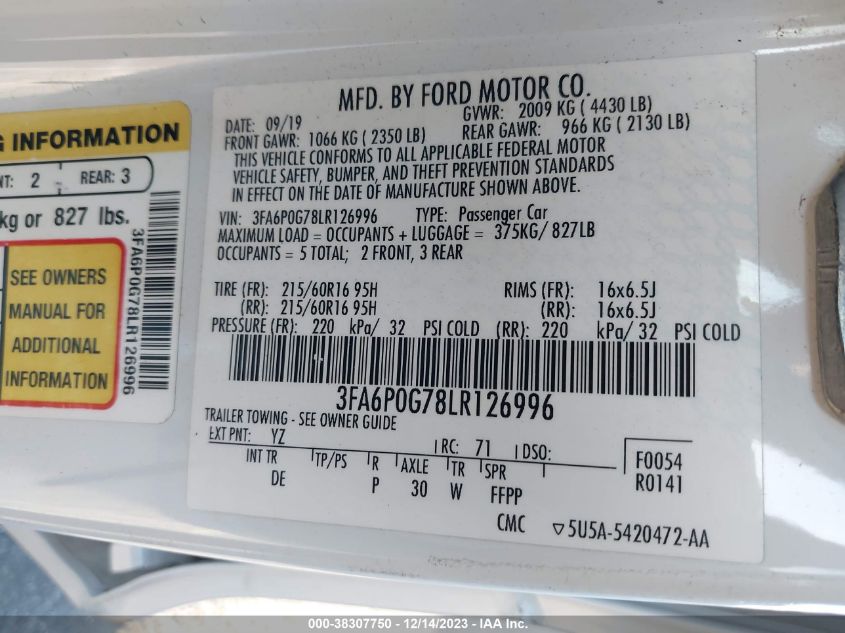 MFD. BY FORD MOTOR CO.
DATE: 09/19 GVWR: 2009 KG ( 4430 LB)
FRONT GAWR: 1066 KG ( 2350 LB) REAR GAWR: 966 KG ( 2130 LB)
THIS VEHICLE CONFORMS TO ALL APPLICABLE FEDERAL MOTOR
VEHICLE SAFETY, BUMPER, AND THEFT PREVENTION STANDARDS
IN EFFECT ON THE DATE OF MANUFACTURE SHOWN ABOVE.
VIN: 3FA6P0G78LR126996 TYPE: Passenger Car
MAXIMUM LOAD = OCCUPANTS + LUGGAGE = 375KG/ 827LB
OCCUPANTS = 5 TOTAL; 2 FRONT, 3 REAR
TIRE (FR): 215/60R16 95H RIMS (FR): 16x6.5J
(RR): 215/60R16 95H (RR): 16x6.5J
PRESSURE (FR): 220 kPa/ 32 PSI COLD (RR): 220 kPa/ 32 PSI COLD
3FA6P0G78LR126996
TRAILER TOWING - SEE OWNER GUIDE
EXT PNT: YZ RC: 71 DSO:
INT TR TP/PS R AXLE TR SPR
DE P 30 W FFPP
F0054
R0141
CMC ▽5U5A-5420472-AA
G INFORMATION
NT: 2 REAR: 3
kg or 827 lbs.
SEE OWNERS
MANUAL FOR
ADDITIONAL
INFORMATION
3FA6P0G78LR126996
000-38307750 - 12/14/2023 - IAA Inc.